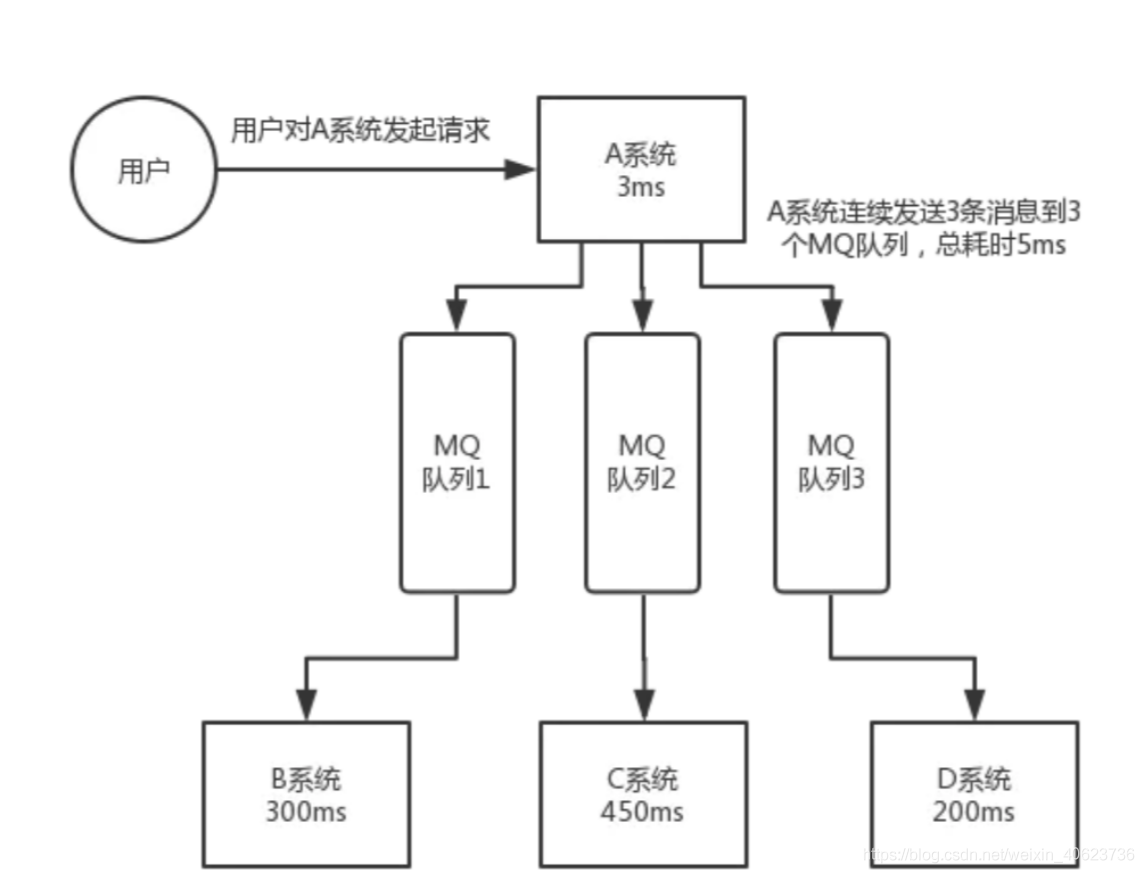 用户对A系统发起请求
用户
A系统
3ms
A系统连续发送3条消息到3
个MQ队列，总耗时5ms
MQ
队列1
MQ
队列2
MQ
队列3
B系统
300ms
C系统
450ms
D系统
200ms
https://blog.csdn.net/weixin_40623736